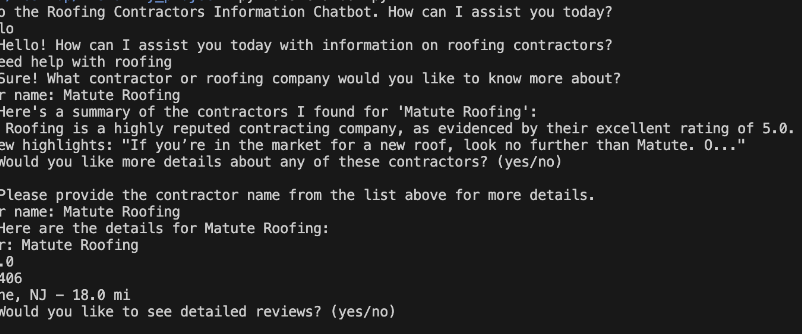 o the Roofing Contractors Information Chatbot. How can I assist you today?
lo
Hello! How can I assist you today with information on roofing contractors?
eed help with roofing
Sure! What contractor or roofing company would you like to know more about?
r name: Matute Roofing
Here's a summary of the contractors I found for 'Matute Roofing':
Roofing is a highly reputed contracting company, as evidenced by their excellent rating of 5.0.
ew highlights: "If you’re in the market for a new roof, look no further than Matute. O..."
Would you like more details about any of these contractors? (yes/no)
Please provide the contractor name from the list above for more details.
r name: Matute Roofing
Here are the details for Matute Roofing:
r: Matute Roofing
.0
406
ne, NJ – 18.0 mi
Would you like to see detailed reviews? (yes/no)